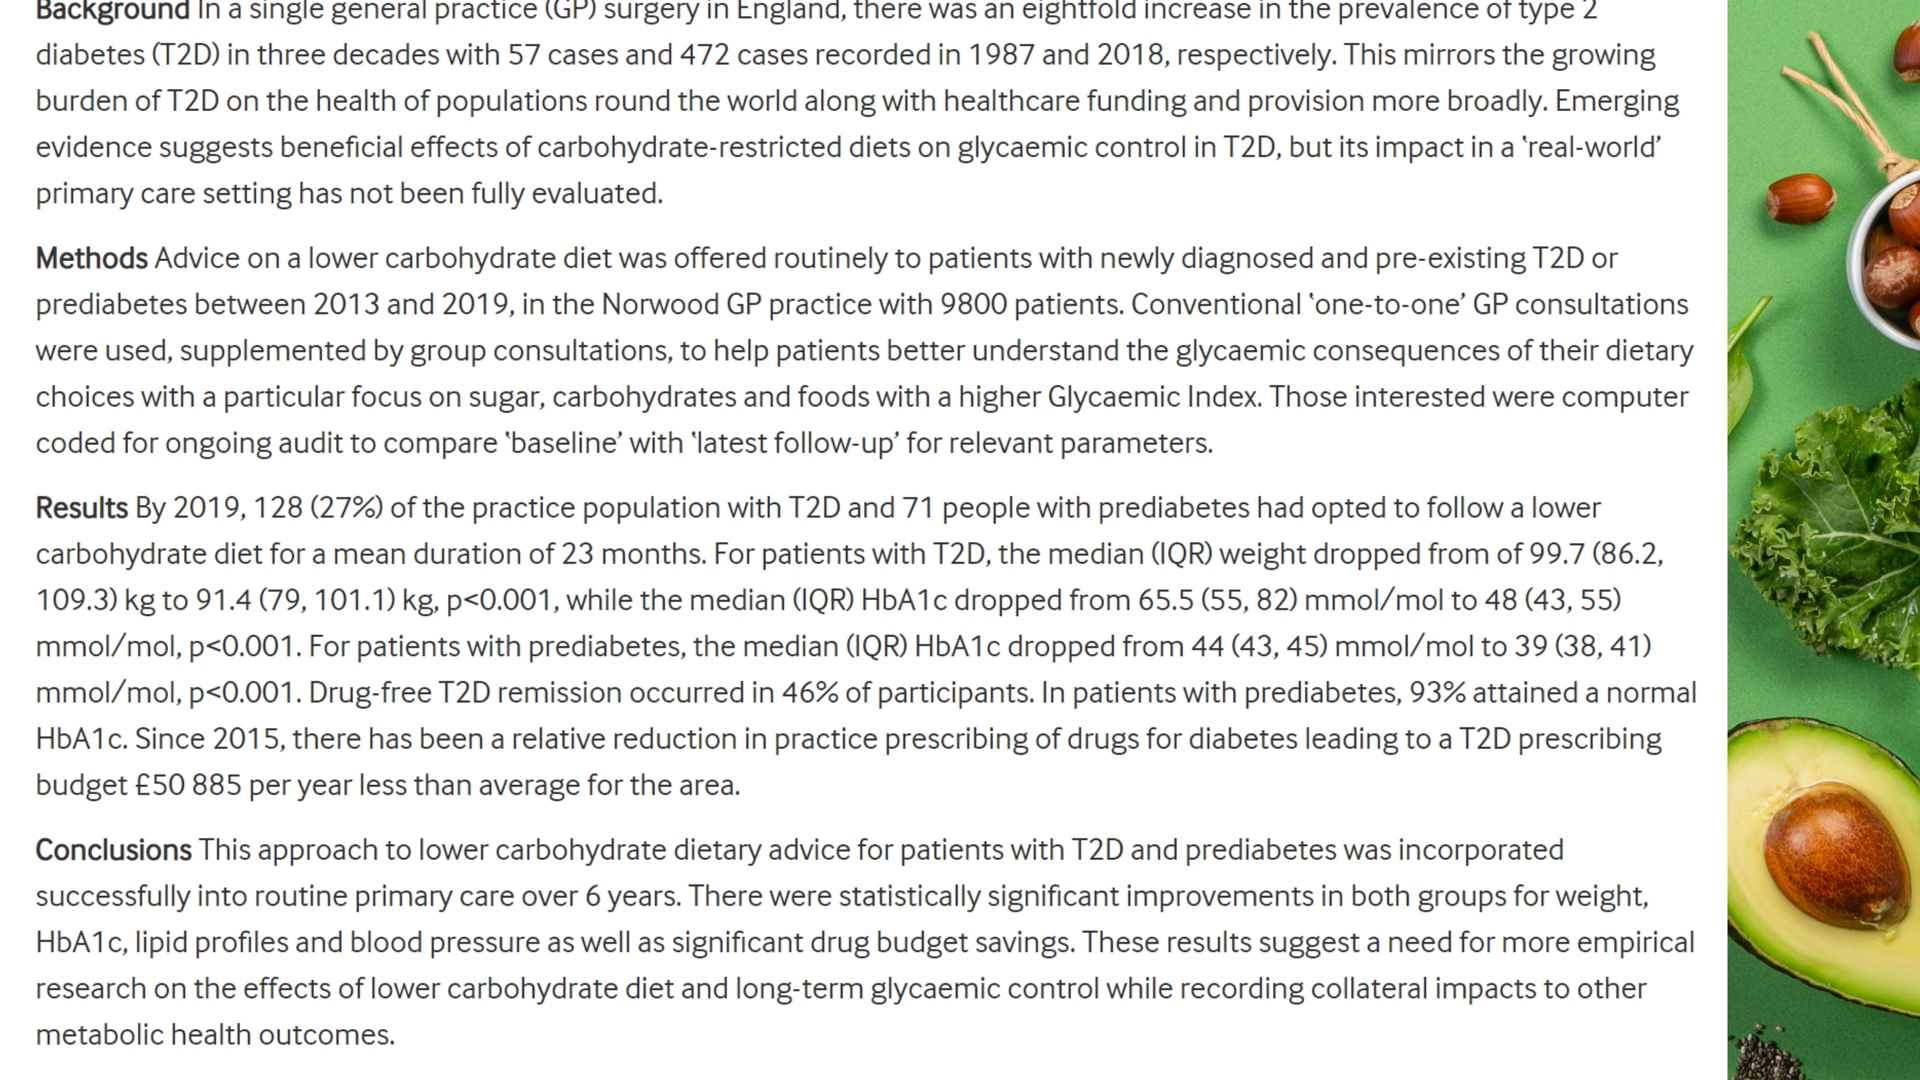 Background In a single general practice (GP) surgery in England, there was an eightfold increase in the prevalence of type 2
diabetes (T2D) in three decades with 57 cases and 472 cases recorded in 1987 and 2018, respectively. This mirrors the growing
burden of T2D on the health of populations round the world along with healthcare funding and provision more broadly. Emerging
evidence suggests beneficial effects of carbohydrate-restricted diets on glycaemic control in T2D, but its impact in a ‘real-world’
primary care setting has not been fully evaluated.
Methods Advice on a lower carbohydrate diet was offered routinely to patients with newly diagnosed and pre-existing T2D or
prediabetes between 2013 and 2019, in the Norwood GP practice with 9800 patients. Conventional ‘one-to-one’ GP consultations
were used, supplemented by group consultations, to help patients better understand the glycaemic consequences of their dietary
choices with a particular focus on sugar, carbohydrates and foods with a higher Glycaemic Index. Those interested were computer
coded for ongoing audit to compare ‘baseline’ with ‘latest follow-up’ for relevant parameters.
Results By 2019, 128 (27%) of the practice population with T2D and 71 people with prediabetes had opted to follow a lower
carbohydrate diet for a mean duration of 23 months. For patients with T2D, the median (IQR) weight dropped from of 99.7 (86.2,
109.3) kg to 91.4 (79, 101.1) kg, p<0.001, while the median (IQR) HbA1c dropped from 65.5 (55, 82) mmol/mol to 48 (43, 55)
mmol/mol, p<0.001. For patients with prediabetes, the median (IQR) HbA1c dropped from 44 (43, 45) mmol/mol to 39 (38, 41)
mmol/mol, p<0.001. Drug-free T2D remission occurred in 46% of participants. In patients with prediabetes, 93% attained a normal
HbA1c. Since 2015, there has been a relative reduction in practice prescribing of drugs for diabetes leading to a T2D prescribing
budget £50 885 per year less than average for the area.
Conclusions This approach to lower carbohydrate dietary advice for patients with T2D and prediabetes was incorporated
successfully into routine primary care over 6 years. There were statistically significant improvements in both groups for weight,
HbA1c, lipid profiles and blood pressure as well as significant drug budget savings. These results suggest a need for more empirical
research on the effects of lower carbohydrate diet and long-term glycaemic control while recording collateral impacts to other
metabolic health outcomes.